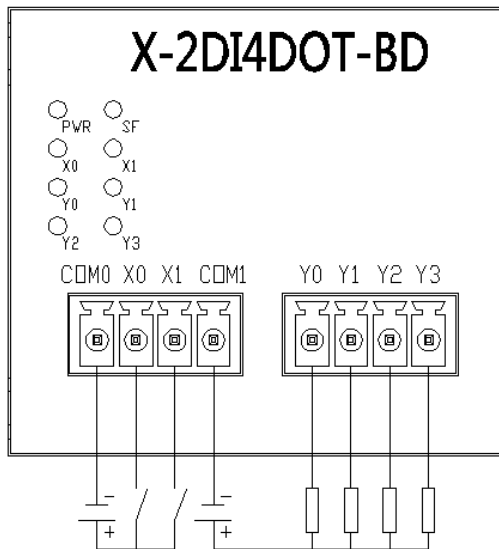 X-2DI4DOT-BD
PWR SF
X0 X1
Y0 Y1
Y2 Y3
COM0 X0 X1 COM1 Y0 Y1 Y2 Y3
- -
+ +